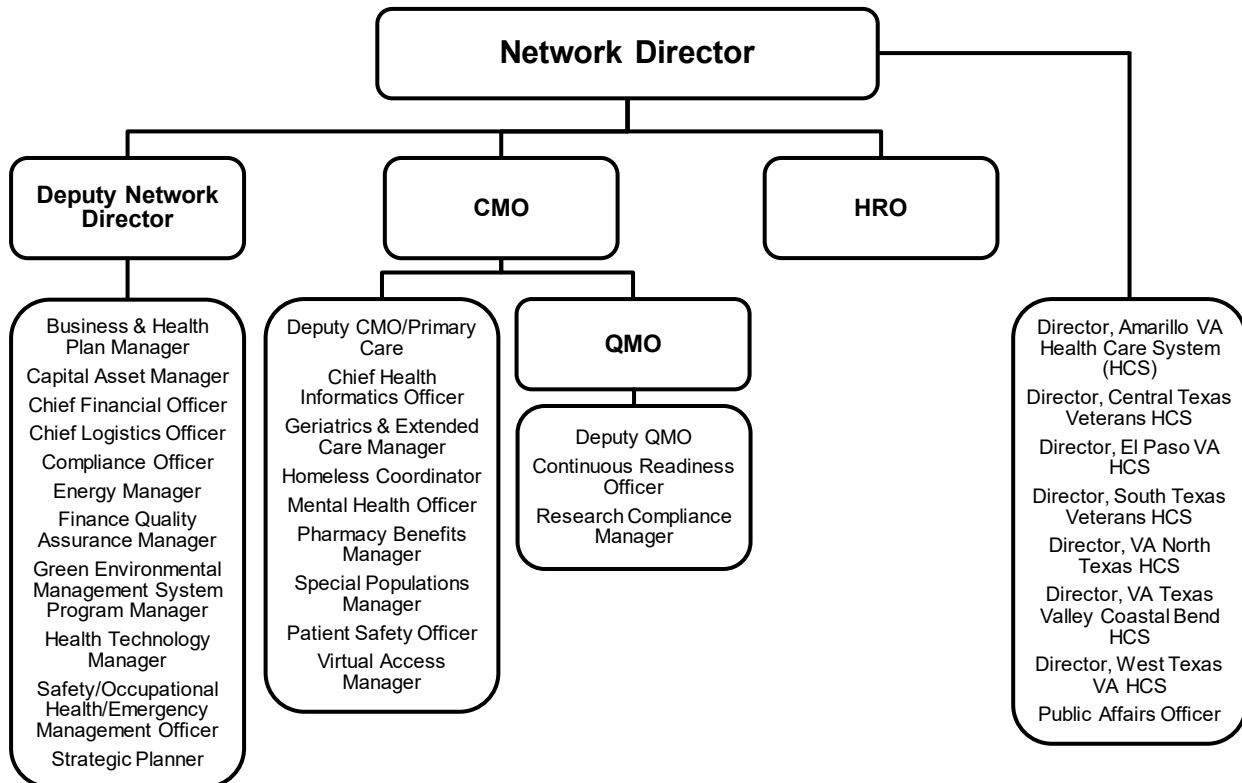 Network Director
Deputy Network
Director
CMO
HRO
Business & Health
Plan Manager
Capital Asset Manager
Chief Financial Officer
Chief Logistics Officer
Compliance Officer
Energy Manager
Finance Quality
Assurance Manager
Green Environmental
Management System
Program Manager
Health Technology
Manager
Safety/Occupational
Health/Emergency
Management Officer
Strategic Planner
Deputy CMO/Primary
Care
Chief Health
Informatics Officer
Geriatrics & Extended
Care Manager
Homeless Coordinator
Mental Health Officer
Pharmacy Benefits
Manager
Special Populations
Manager
Patient Safety Officer
Virtual Access
Manager
QMO
Deputy QMO
Continuous Readiness
Officer
Research Compliance
Manager
Director, Amarillo VA
Health Care System
(HCS)
Director, Central Texas
Veterans HCS
Director, El Paso VA
HCS
Director, South Texas
Veterans HCS
Director, VA North
Texas HCS
Director, VA Texas
Valley Coastal Bend
HCS
Director, West Texas
VA HCS
Public Affairs Officer